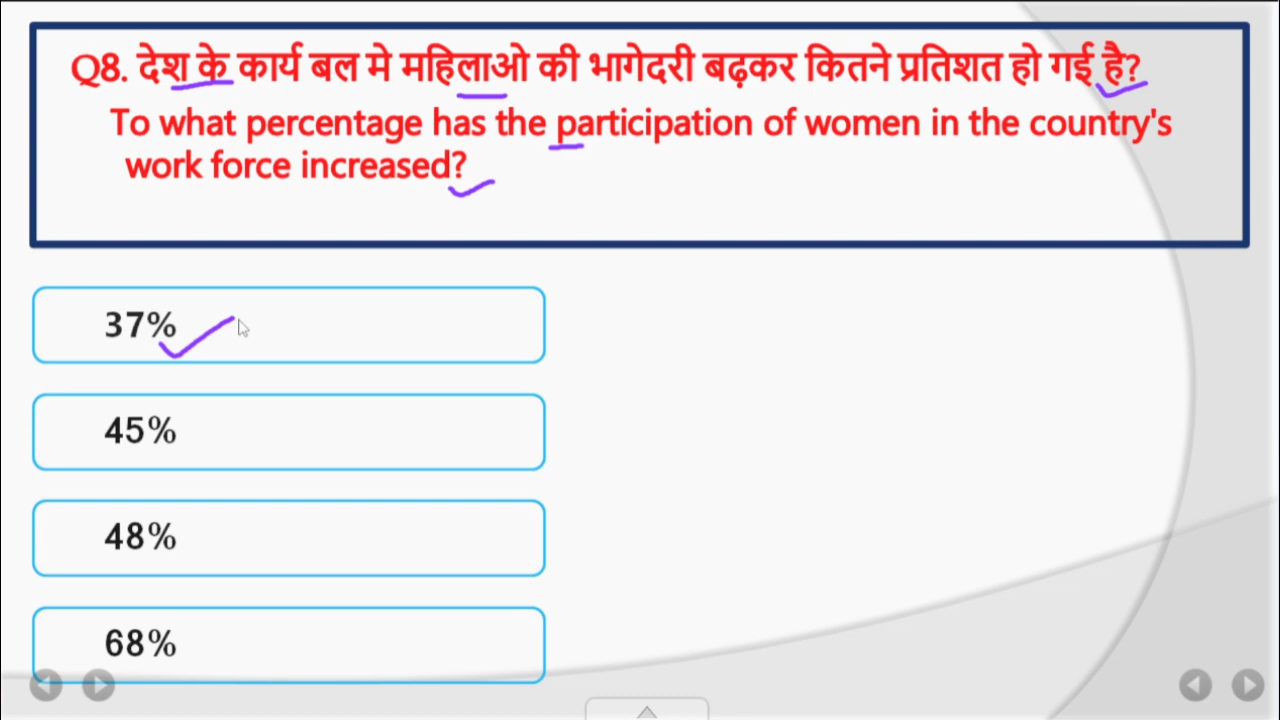 Q8. देश के कार्य बल मे महिलाओ की भागेदरी बढ़कर कितने प्रतिशत हो गई है?
To what percentage has the participation of women in the country's
work force increased?
37%
45%
48%
68%